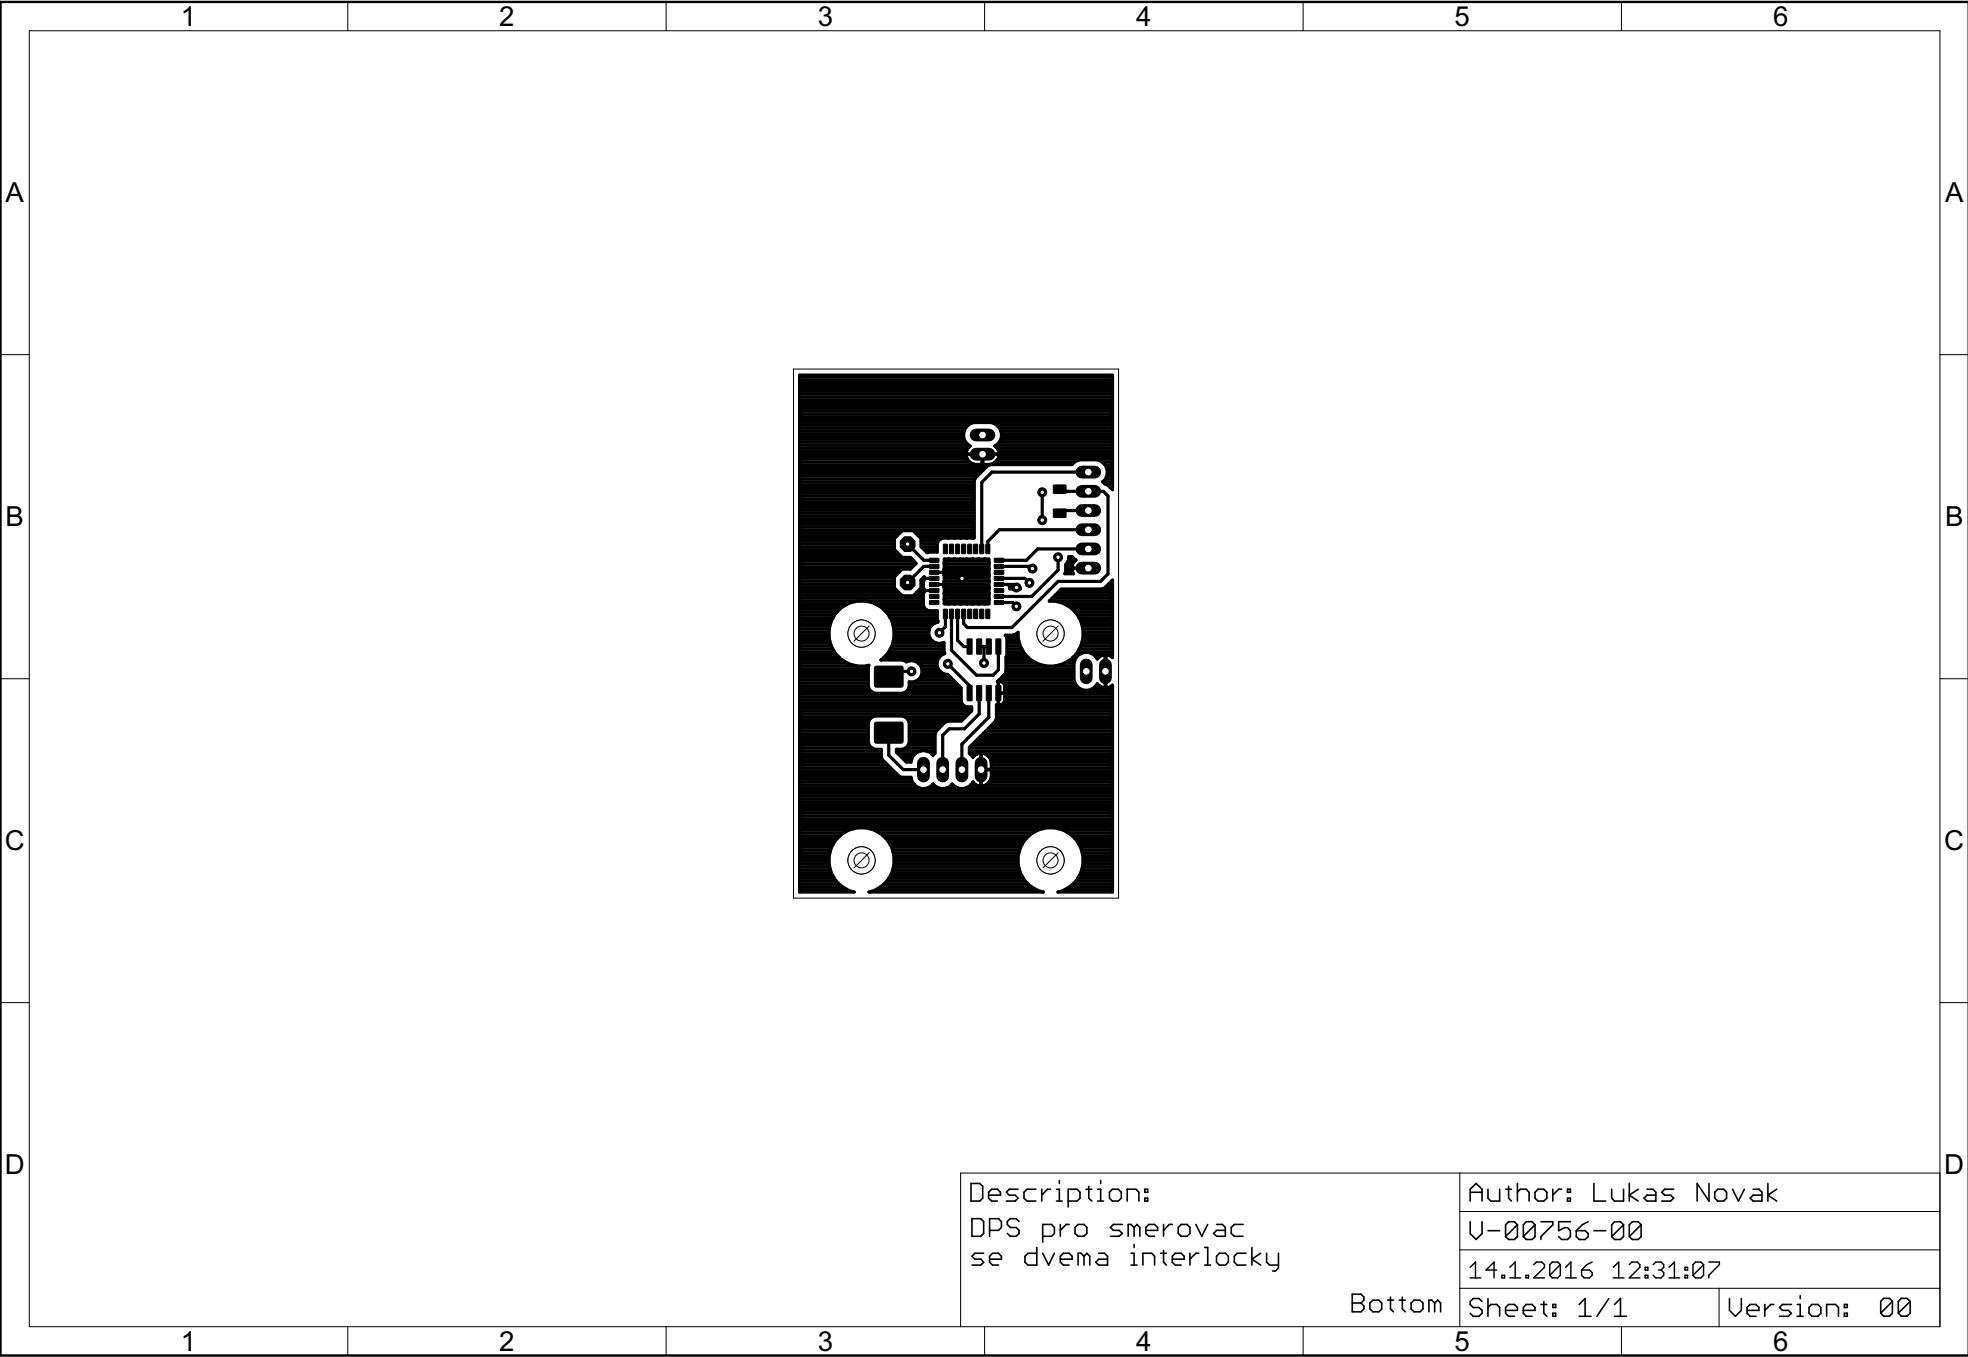 1 2 3 4 5 6
A A
B B
C C
D D
Description:
DPS pro smerovac
se dvema interlocky
Bottom
Author: Lukas Novak
V-00756-00
14.1.2016 12:31:07
Sheet: 1/1
Version: 00
1 2 3 4 5 6